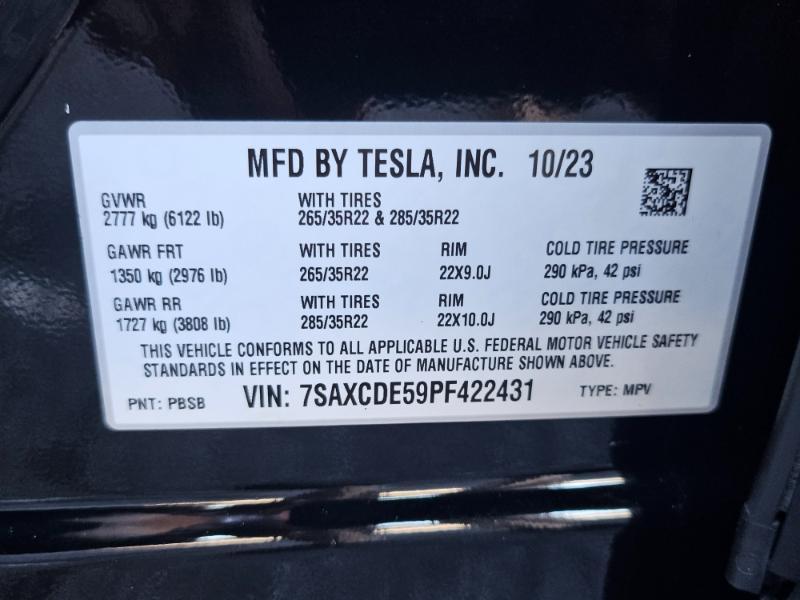 MFD BY TESLA, INC. 10/23
GVWR WITH TIRES
2777 kg (6122 lb) 265/35R22 & 285/35R22
GAWR FRT WITH TIRES RIM COLD TIRE PRESSURE
1350 kg (2976 lb) 265/35R22 22X9.0J 290 kPa, 42 psi
GAWR RR WITH TIRES RIM COLD TIRE PRESSURE
1727 kg (3808 lb) 285/35R22 22X10.0J 290 kPa, 42 psi
THIS VEHICLE CONFORMS TO ALL APPLICABLE U.S. FEDERAL MOTOR VEHICLE SAFETY
STANDARDS IN EFFECT ON THE DATE OF MANUFACTURE SHOWN ABOVE.
PNT: PBSB VIN: 7SAXCDE59PF422431 TYPE: MPV